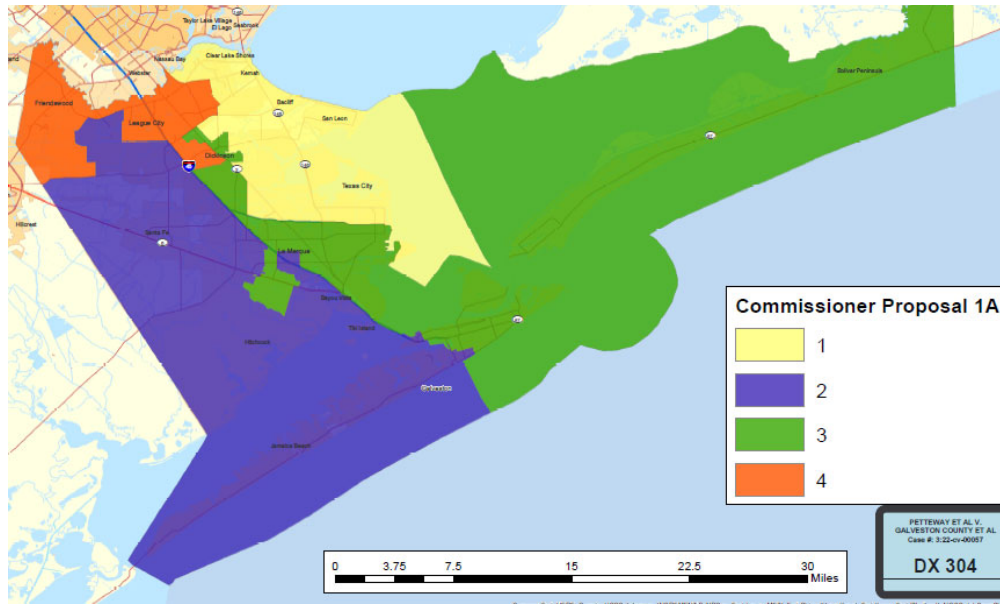 Taylor Lake Village
El Lago
Seabrook
Nassau Bay
Clear Lake Shores
Webster
Kemah
Friendswood
Bacliff
League City
San Leon
Dickinson
Texas City
Bolivar Peninsula
Hillcrest
Santa Fe
6
La Marque
Bayou Vista
Tiki Island
Hitchcock
Galveston
Jamaica Beach
Commissioner Proposal 1A
1
2
3
4
0 3.75 7.5 15 22.5 30
Miles
PETTEWAY ET AL V.
GALVESTON COUNTY ET AL
Case #: 3:22-cv-00057
DX 304